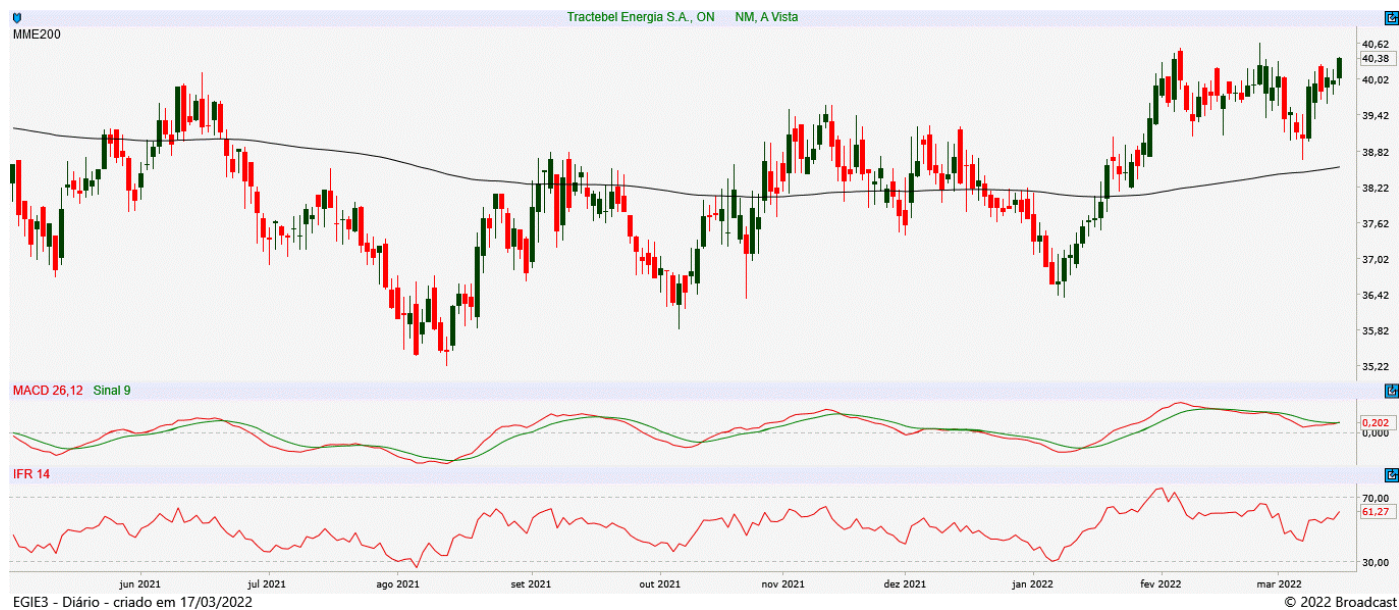 Tractebel Energia S.A., ON NM, A Vista
MME200
40,62
40,38
40,02
39,42
38,82
38,22
37,62
37,02
36,42
35,82
35,22
MACD 26,12 Sinal 9
0,202
0,000
IFR 14
70,00
61,27
30,00
jun 2021 jul 2021 ago 2021 set 2021 out 2021 nov 2021 dez 2021 jan 2022 fev 2022 mar 2022
EGIE3 - Diário - criado em 17/03/2022 © 2022 Broadcast